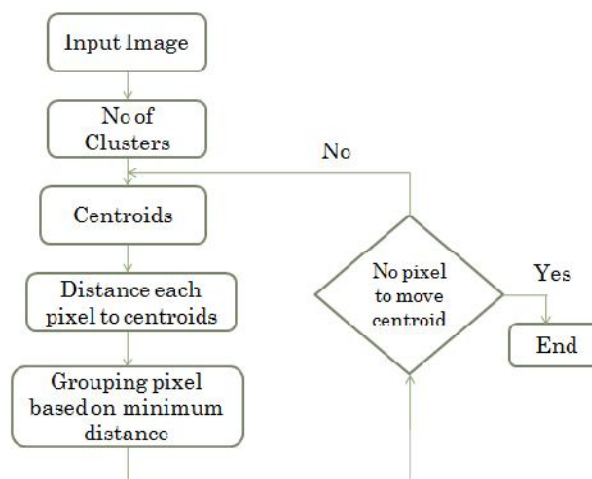 Input Image
No of
Clusters
No
Centroids
Distance each
pixel to centroids
No pixel
to move
centroid
Yes
End
Grouping pixel
based on minimum
distance